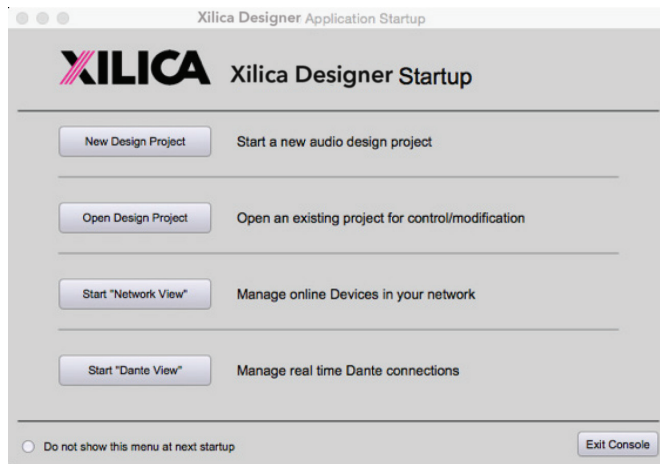 Xilica Designer Application Startup
XILICA Xilica Designer Startup
New Design Project Start a new audio design project
Open Design Project Open an existing project for control/modification
Start "Network View" Manage online Devices in your network
Start "Dante View" Manage real time Dante connections
Do not show this menu at next startup Exit Console